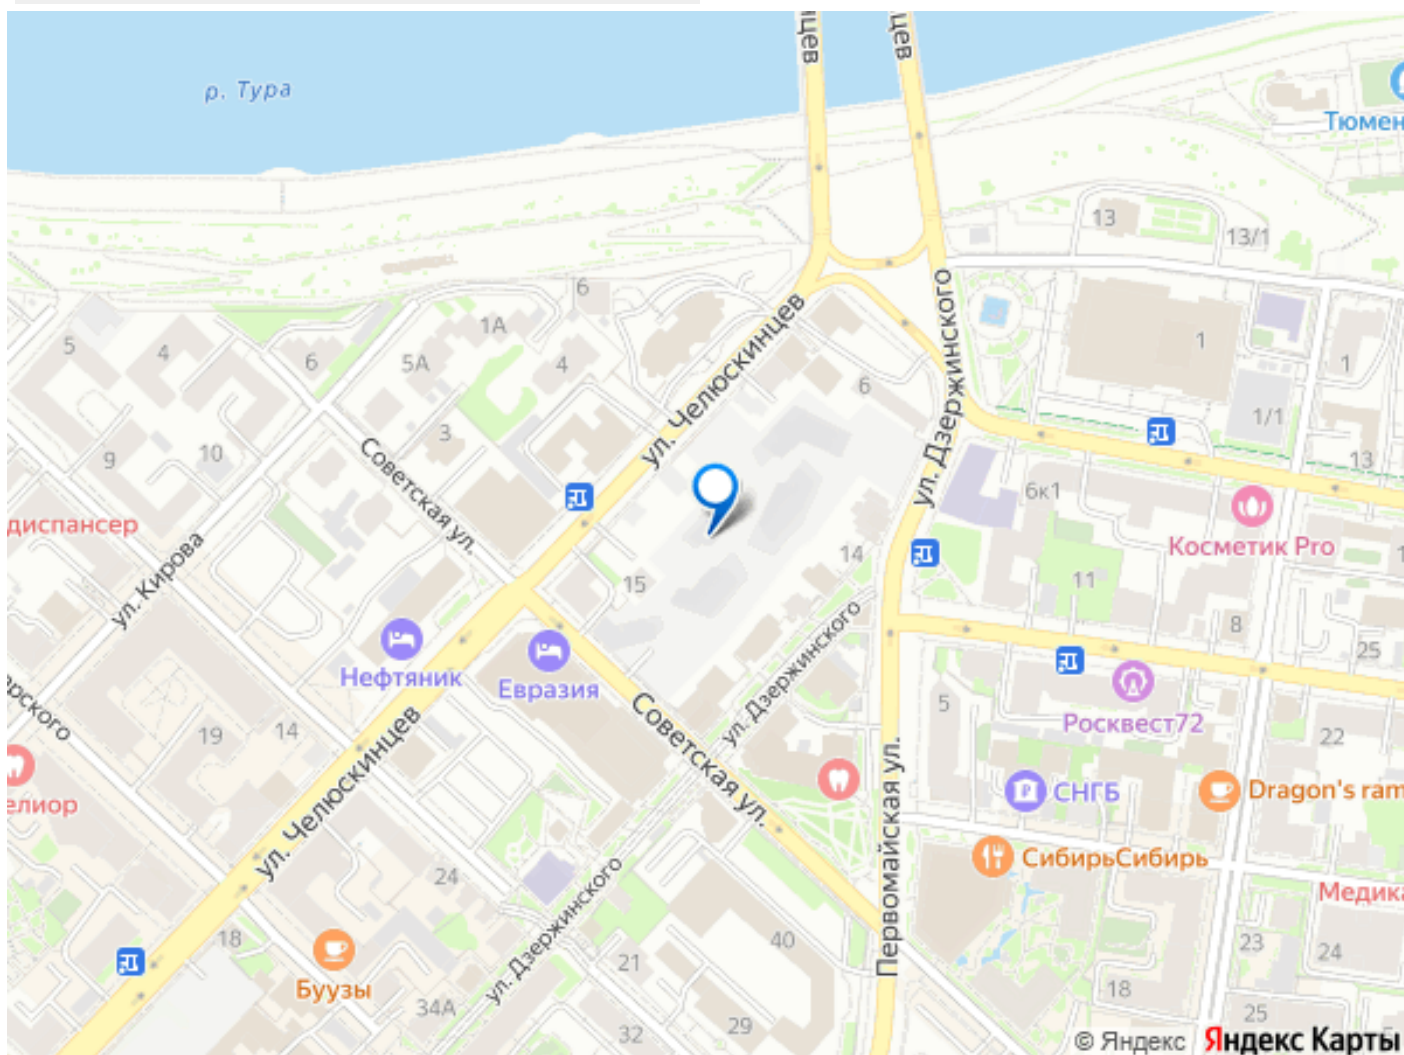 нцев
цев
р. Тура
Тюмен
13
13/1
6
1А
5
4
6
5А
4
ул. Челюскинцев
ул. Дзержинского
1
1
6
1/1
3
10
9
13
Советская ул.
6к1
диспансер
Косметик Pro
1
ул. Кирова
15
14
11
8
25
Нефтяник
Евразия
ул. Дзержинского
5
Росквест72
арского
19
14
22
Советская ул.
Первомайская ул.
СНГБ
Dragon's ram
елиор
ул. Челюскинцев
СибирьСибирь
24
Медика
ул. Дзержинского
18
40
23
24
21
Буузы
34А
18
32
29
25
© Яндекс Яндекс Карты